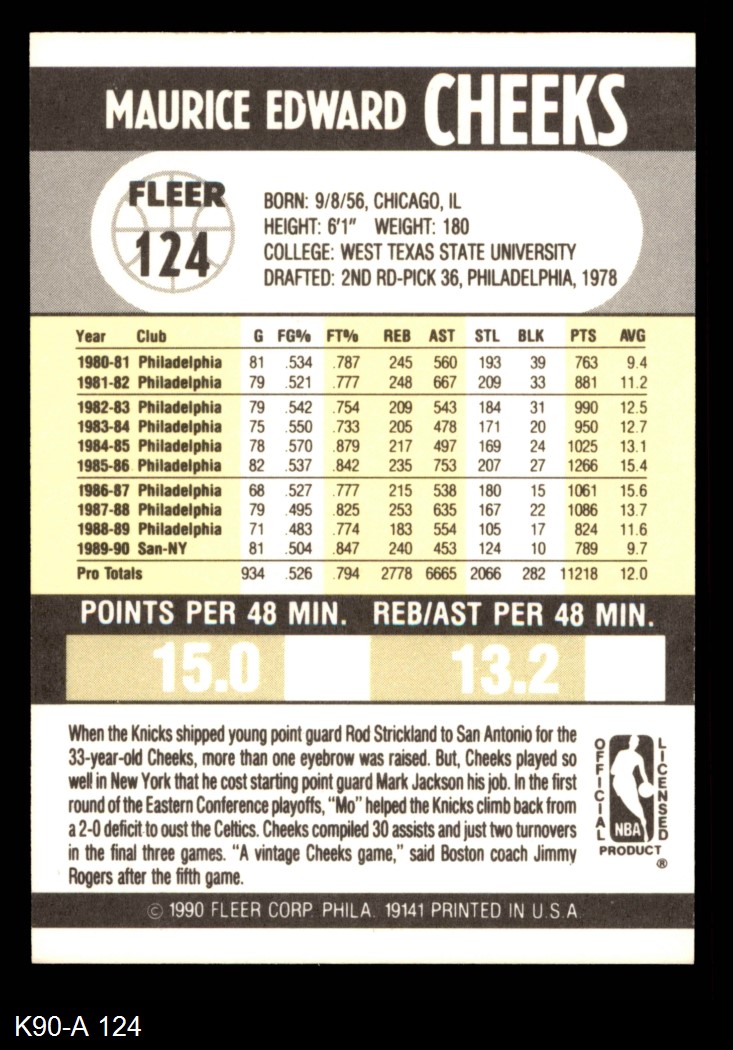 MAURICE EDWARD CHEEKS
FLEER
124
BORN: 9/8/56, CHICAGO, IL
HEIGHT: 6'1" WEIGHT: 180
COLLEGE: WEST TEXAS STATE UNIVERSITY
DRAFTED: 2ND RD-PICK 36, PHILADELPHIA, 1978
Year Club G FG% FT% REB AST STL BLK PTS AVG
1980-81 Philadelphia 81 .534 .787 245 560 193 39 763 9.4
1981-82 Philadelphia 79 .521 .777 248 667 209 33 881 11.2
1982-83 Philadelphia 79 .542 .754 209 543 184 31 990 12.5
1983-84 Philadelphia 75 .550 .733 205 478 171 20 950 12.7
1984-85 Philadelphia 78 .570 .879 217 497 169 24 1025 13.1
1985-86 Philadelphia 82 .537 .842 235 753 207 27 1266 15.4
1986-87 Philadelphia 68 .527 .777 215 538 180 15 1061 15.6
1987-88 Philadelphia 79 .495 .825 253 635 167 22 1086 13.7
1988-89 Philadelphia 71 .483 .774 183 554 105 17 824 11.6
1989-90 San-NY 81 .504 .847 240 453 124 10 789 9.7
Pro Totals 934 .526 .794 2778 6665 2066 282 11218 12.0
POINTS PER 48 MIN. REB/AST PER 48 MIN.
15.0 13.2
When the Knicks shipped young point guard Rod Strickland to San Antonio for the
33-year-old Cheeks, more than one eyebrow was raised. But, Cheeks played so
well in New York that he cost starting point guard Mark Jackson his job. In the first
round of the Eastern Conference playoffs, "Mo" helped the Knicks climb back from
a 2-0 deficit to oust the Celtics. Cheeks compiled 30 assists and just two turnovers
in the final three games. "A vintage Cheeks game," said Boston coach Jimmy
Rogers after the fifth game.
OFFICIAL
LICENSED
NBA
PRODUCT
®
© 1990 FLEER CORP. PHILA. 19141 PRINTED IN U.S.A
K90-A 124